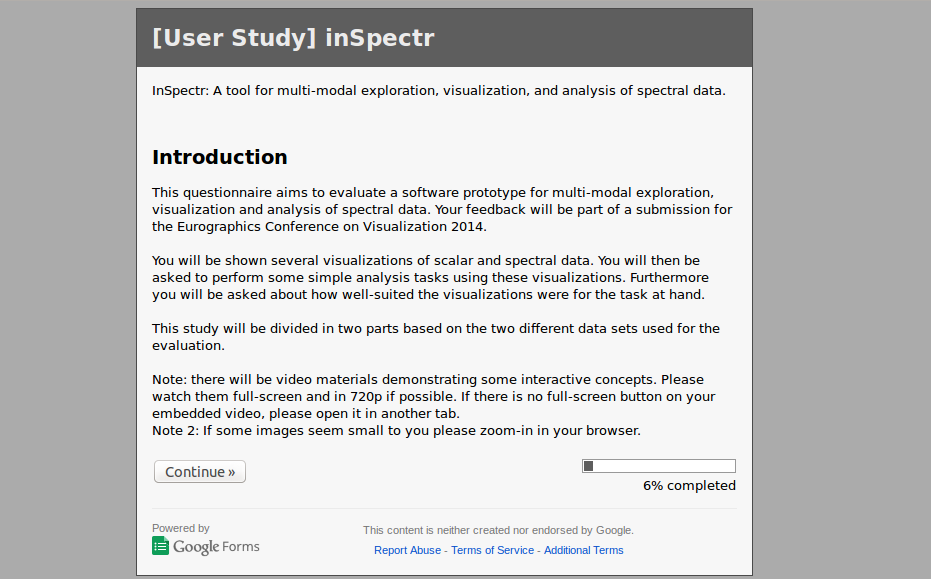 [User Study] inSpectr
InSpectr: A tool for multi-modal exploration, visualization, and analysis of spectral data.
Introduction
This questionnaire aims to evaluate a software prototype for multi-modal exploration,
visualization and analysis of spectral data. Your feedback will be part of a submission for
the Eurographics Conference on Visualization 2014.
You will be shown several visualizations of scalar and spectral data. You will then be
asked to perform some simple analysis tasks using these visualizations. Furthermore
you will be asked about how well-suited the visualizations were for the task at hand.
This study will be divided in two parts based on the two different data sets used for the
evaluation.
Note: there will be video materials demonstrating some interactive concepts. Please
watch them full-screen and in 720p if possible. If there is no full-screen button on your
embedded video, please open it in another tab.
Note 2: If some images seem small to you please zoom-in in your browser.
Continue »
6% completed
Powered by
Google Forms
This content is neither created nor endorsed by Google.
Report Abuse - Terms of Service - Additional Terms